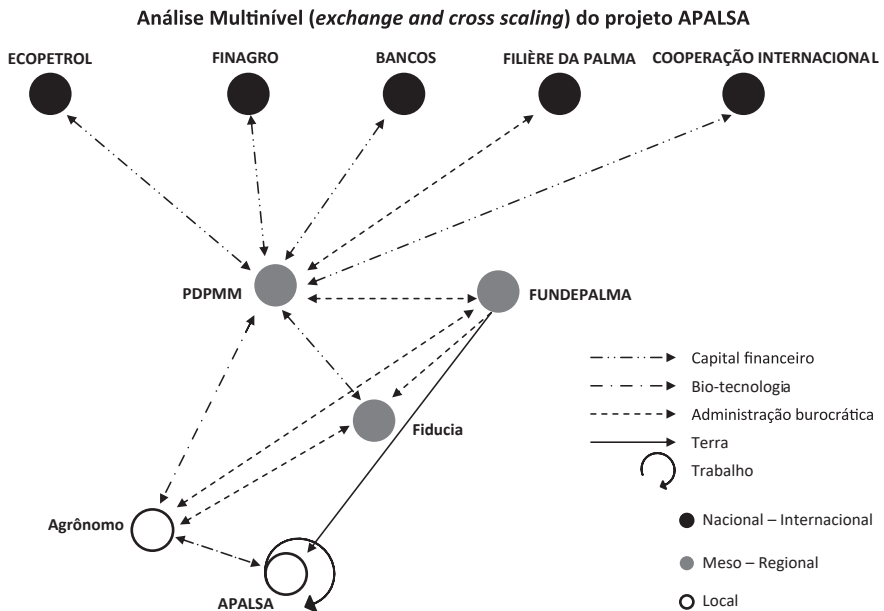 Análise Multinível (exchange and cross scaling) do projeto APALSA
ECOPETROL
FINAGRO
BANCOS
FILIÈRE DA PALMA
COOPERAÇÃO INTERNACIONAL
PDPMM
FUNDEPALMA
Capital financeiro
Bio-tecnologia
Administração burocrática
Fiducia
Terra
Trabalho
Agrônomo
Nacional – Internacional
Meso – Regional
APALSA
Local